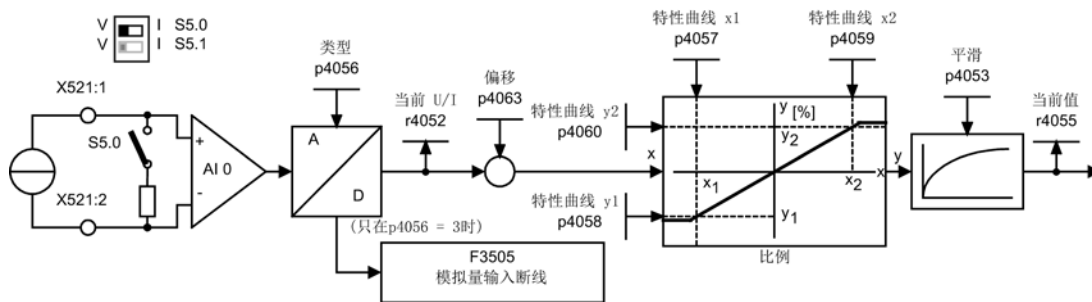 V I S5.0
V I S5.1
X521:1
S5.0
X521:2
+
-
AI 0
类型
p4056
A
D
当前 U/I
r4052
(只在p4056 = 3时)
F3505
模拟量输入断线
偏移
p4063
特性曲线 y2
p4060
x
特性曲线 y1
p4058
特性曲线 x1
p4057
特性曲线 x2
p4059
y [%]
y2
x1
x2
x
y1
比例
y
平滑
p4053
当前值
r4055